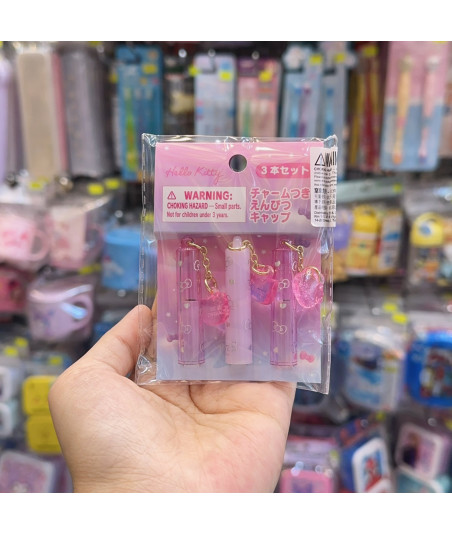 Hello Kitty
3本セット
WARNING:
CHOKING HAZARD — Small parts.
Not for children under 3 years.
チャームつき
えんぴつ
キャップ